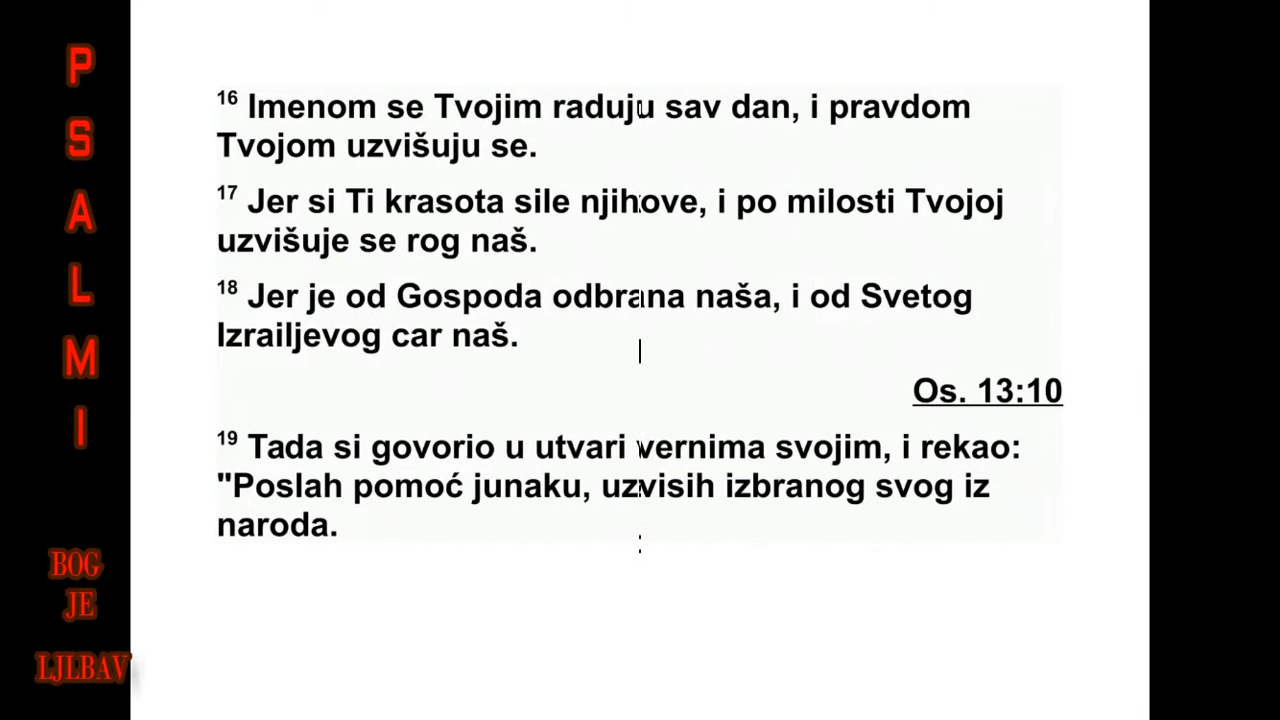 PSALMI
BOG
JE
LJLBAV
16 Imenom se Tvojim raduju sav dan, i pravdom
Tvojom uzvišuju se.
17 Jer si Ti krasota sile njihove, i po milosti Tvojoj
uzvišuje se rog naš.
18 Jer je od Gospoda odbrana naša, i od Svetog
Izrailjevog car naš.
Os. 13:10
19 Tada si govorio u utvari vernima svojim, i rekao:
"Poslah pomoć junaku, uzvisih izbranog svog iz
naroda.